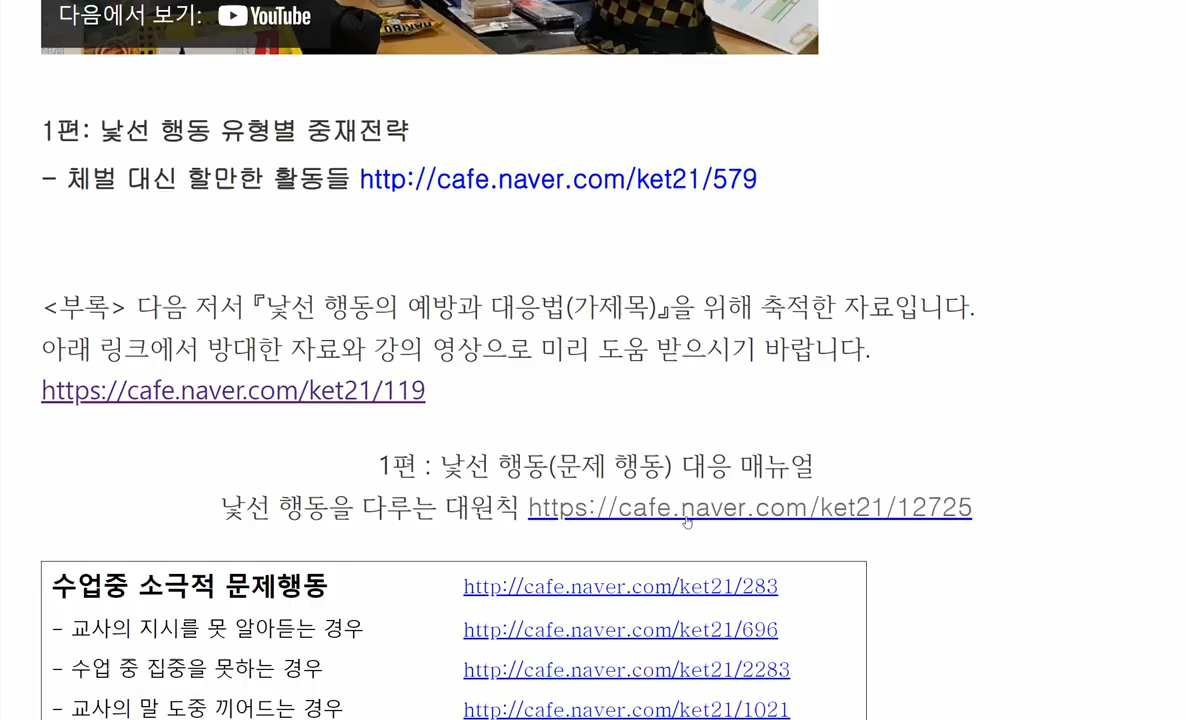 다음에서 보기: YouTube
HARIBO
1편: 낯선 행동 유형별 중재전략
- 체벌 대신 할만한 활동들 http://cafe.naver.com/ket21/579
<부록> 다음 저서『낯선 행동의 예방과 대응법(가제목)』을 위해 축적한 자료입니다.
아래 링크에서 방대한 자료와 강의 영상으로 미리 도움 받으시기 바랍니다.
https://cafe.naver.com/ket21/119
1편 : 낯선 행동(문제 행동) 대응 매뉴얼
낯선 행동을 다루는 대원칙 https://cafe.naver.com/ket21/12725
수업중 소극적 문제행동 http://cafe.naver.com/ket21/283
- 교사의 지시를 못 알아듣는 경우 http://cafe.naver.com/ket21/696
- 수업 중 집중을 못하는 경우 http://cafe.naver.com/ket21/2283
- 교사의 말 도중 끼어드는 경우 http://cafe.naver.com/ket21/1021